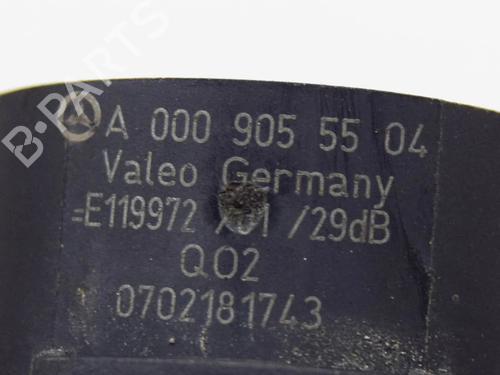 A 000 905 55 04
Valeo Germany
=E119972 /29dB
Q02
0702181743
B-PARTS